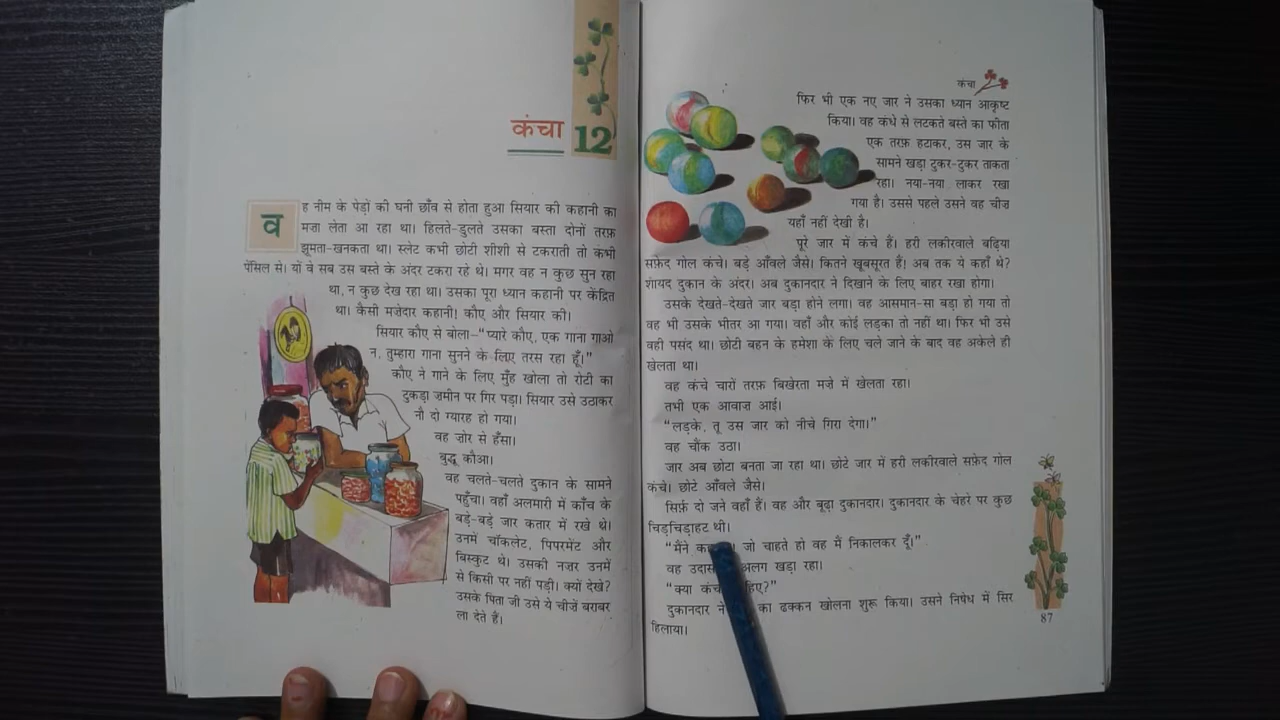 कंचा 12
वह नीम के पेड़ों की घनी छाँव से होता हुआ सियार की कहानी का
मजा लेता आ रहा था। हिलते-डुलते उसका बस्ता दोनों तरफ़
झूमता-खनकता था। स्लेट कभी छोटी शीशी से टकराती तो कभी
पेंसिल से। यों वे सब उस बस्ते के अंदर टकरा रहे थे। मगर वह न कुछ सुन रहा
था, न कुछ देख रहा था। उसका पूरा ध्यान कहानी पर केंद्रित
था। कैसी मजेदार कहानी! कौए और सियार की।
सियार कौए से बोला-“प्यारे कौए, एक गाना गाओ
न, तुम्हारा गाना सुनने के लिए तरस रहा हूँ।”
कौए ने गाने के लिए मुँह खोला तो रोटी का
टुकड़ा जमीन पर गिर पड़ा। सियार उसे उठाकर
नौ दो ग्यारह हो गया।
वह ज़ोर से हँसा।
बुद्धू कौआ।
वह चलते-चलते दुकान के सामने
पहुँचा। वहाँ अलमारी में काँच के
बड़े-बड़े जार कतार में रखे थे।
उनमें चॉकलेट, पिपरमेंट और
बिस्कुट थे। उसकी नजर उनमें
से किसी पर नहीं पड़ी। क्यों देखे?
उसके पिता जी उसे ये चीजें बराबर
ला देते हैं।
कंचा
फिर भी एक नए जार ने उसका ध्यान आकृष्ट
किया। वह कंधे से लटकते बस्ते का फीता
एक तरफ़ हटाकर, उस जार के
सामने खड़ा टुकर-टुकर ताकता
रहा। नया-नया लाकर रखा
गया है। उससे पहले उसने वह चीज
यहाँ नहीं देखी है।
पूरे जार में कंचे हैं। हरी लकीरवाले बढ़िया
सफ़ेद गोल कंचे। बड़े आँवले जैसे। कितने खूबसूरत हैं! अब तक ये कहाँ थे?
शायद दुकान के अंदर। अब दुकानदार ने दिखाने के लिए बाहर रखा होगा।
उसके देखते-देखते जार बड़ा होने लगा। वह आसमान-सा बड़ा हो गया तो
वह भी उसके भीतर आ गया। वहाँ और कोई लड़का तो नहीं था। फिर भी उसे
वही पसंद था। छोटी बहन के हमेशा के लिए चले जाने के बाद वह अकेले ही
खेलता था।
वह कंचे चारों तरफ़ बिखेरता मजे में खेलता रहा।
तभी एक आवाज़ आई।
“लड़के, तू उस जार को नीचे गिरा देगा।”
वह चौंक उठा।
जार अब छोटा बनता जा रहा था। छोटे जार में हरी लकीरवाले सफ़ेद गोल
कंचे। छोटे आँवले जैसे।
सिर्फ़ दो जने वहाँ हैं। वह और बूढ़ा दुकानदार। दुकानदार के चेहरे पर कुछ
चिड़चिड़ाहट थी।
“मैंने जो चाहते हो वह मैं निकालकर दूँ।”
वह अलग खड़ा रहा।
“क्या
दुकानदार ने का ढक्कन खोलना शुरू किया। उसने निषेध में सिर
हिलाया।
87